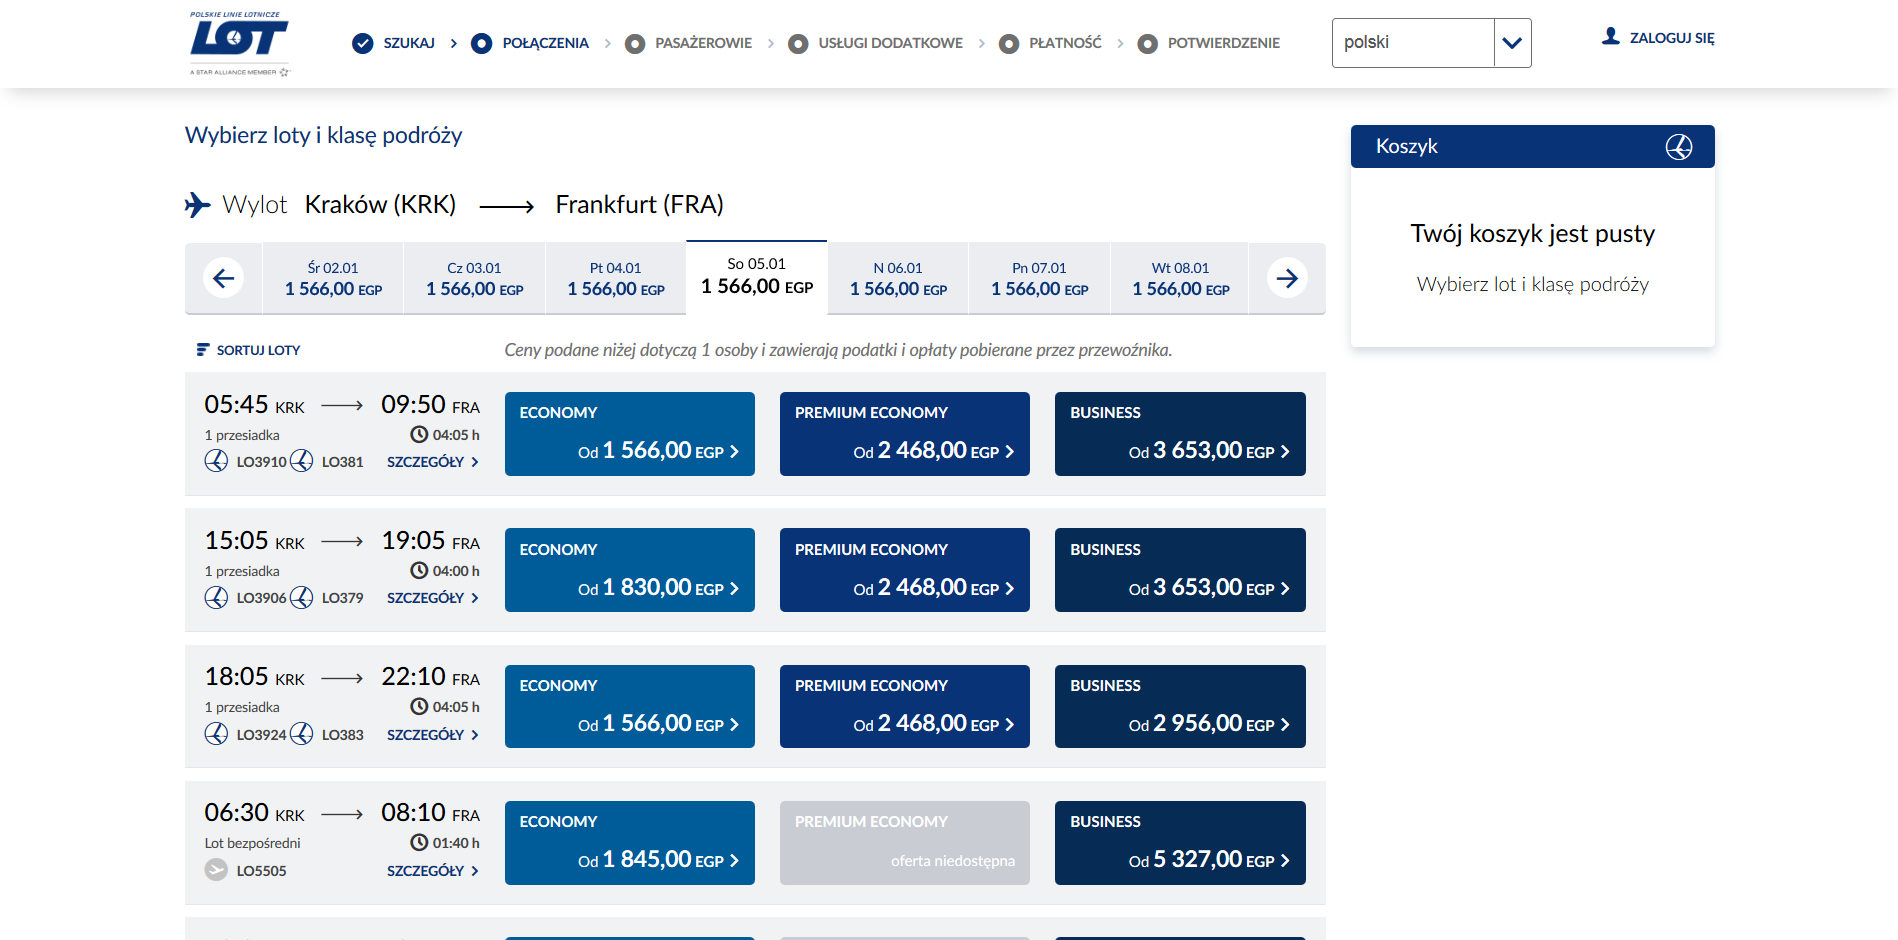 POLSKIE LINIE LOTNICZE
LOT
A STAR ALLIANCE MEMBER
SZUKAJ
POŁĄCZENIA
PASAŻEROWIE
USŁUGI DODATKOWE
PŁATNOŚĆ
POTWIERDZENIE
polski
ZALOGUJ SIĘ
Wybierz loty i klasę podróży
Wylot Kraków (KRK) Frankfurt (FRA)
Śr 02.01
1 566,00 EGP
Cz 03.01
1 566,00 EGP
Pt 04.01
1 566,00 EGP
So 05.01
1 566,00 EGP
N 06.01
1 566,00 EGP
Pn 07.01
1 566,00 EGP
Wt 08.01
1 566,00 EGP
Koszyk
Twój koszyk jest pusty
Wybierz lot i klasę podróży
SORTUJ LOTY
Ceny podane niżej dotyczą 1 osoby i zawierają podatki i opłaty pobierane przez przewoźnika.
05:45 KRK 09:50 FRA
1 przesiadka 04:05 h
LO3910 LO381 SZCZEGÓŁY
ECONOMY
Od 1 566,00 EGP
PREMIUM ECONOMY
Od 2 468,00 EGP
BUSINESS
Od 3 653,00 EGP
15:05 KRK 19:05 FRA
1 przesiadka 04:00 h
LO3906 LO379 SZCZEGÓŁY
ECONOMY
Od 1 830,00 EGP
PREMIUM ECONOMY
Od 2 468,00 EGP
BUSINESS
Od 3 653,00 EGP
18:05 KRK 22:10 FRA
1 przesiadka 04:05 h
LO3924 LO383 SZCZEGÓŁY
ECONOMY
Od 1 566,00 EGP
PREMIUM ECONOMY
Od 2 468,00 EGP
BUSINESS
Od 2 956,00 EGP
06:30 KRK 08:10 FRA
Lot bezpośredni 01:40 h
LO5505 SZCZEGÓŁY
ECONOMY
Od 1 845,00 EGP
PREMIUM ECONOMY
oferta niedostępna
BUSINESS
Od 5 327,00 EGP